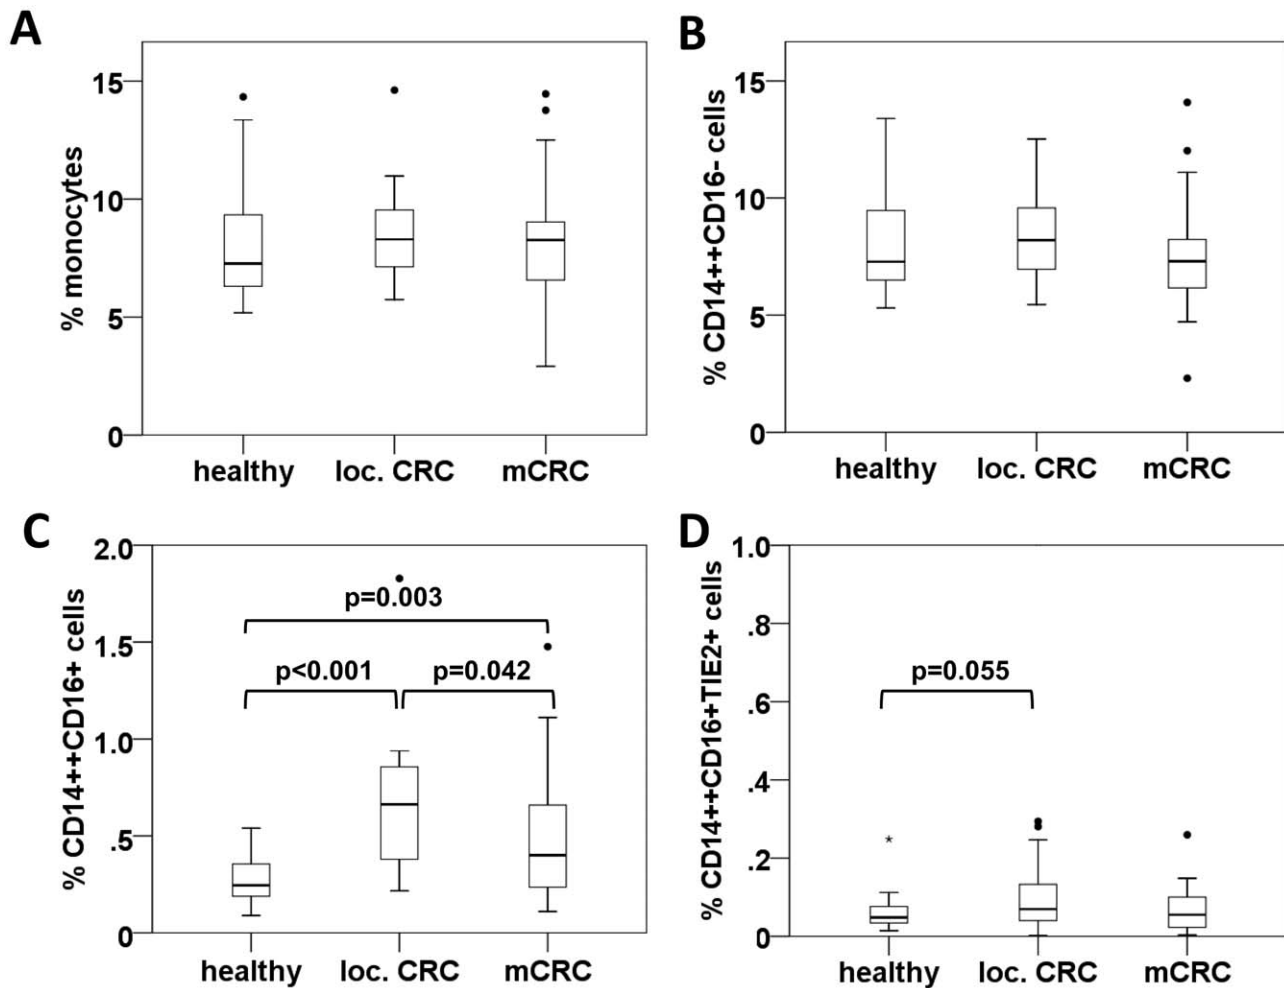 A
% monocytes
15
10
5
0
healthy loc. CRC mCRC
B
% CD14++CD16- cells
15
10
5
0
healthy loc. CRC mCRC
C
% CD14++CD16+ cells
2.0
1.5
1.0
.5
0
p=0.003
p<0.001 p=0.042
healthy loc. CRC mCRC
D
% CD14++CD16+TIE2+ cells
1.0
.8
.6
.4
.2
0
p=0.055
*
healthy loc. CRC mCRC